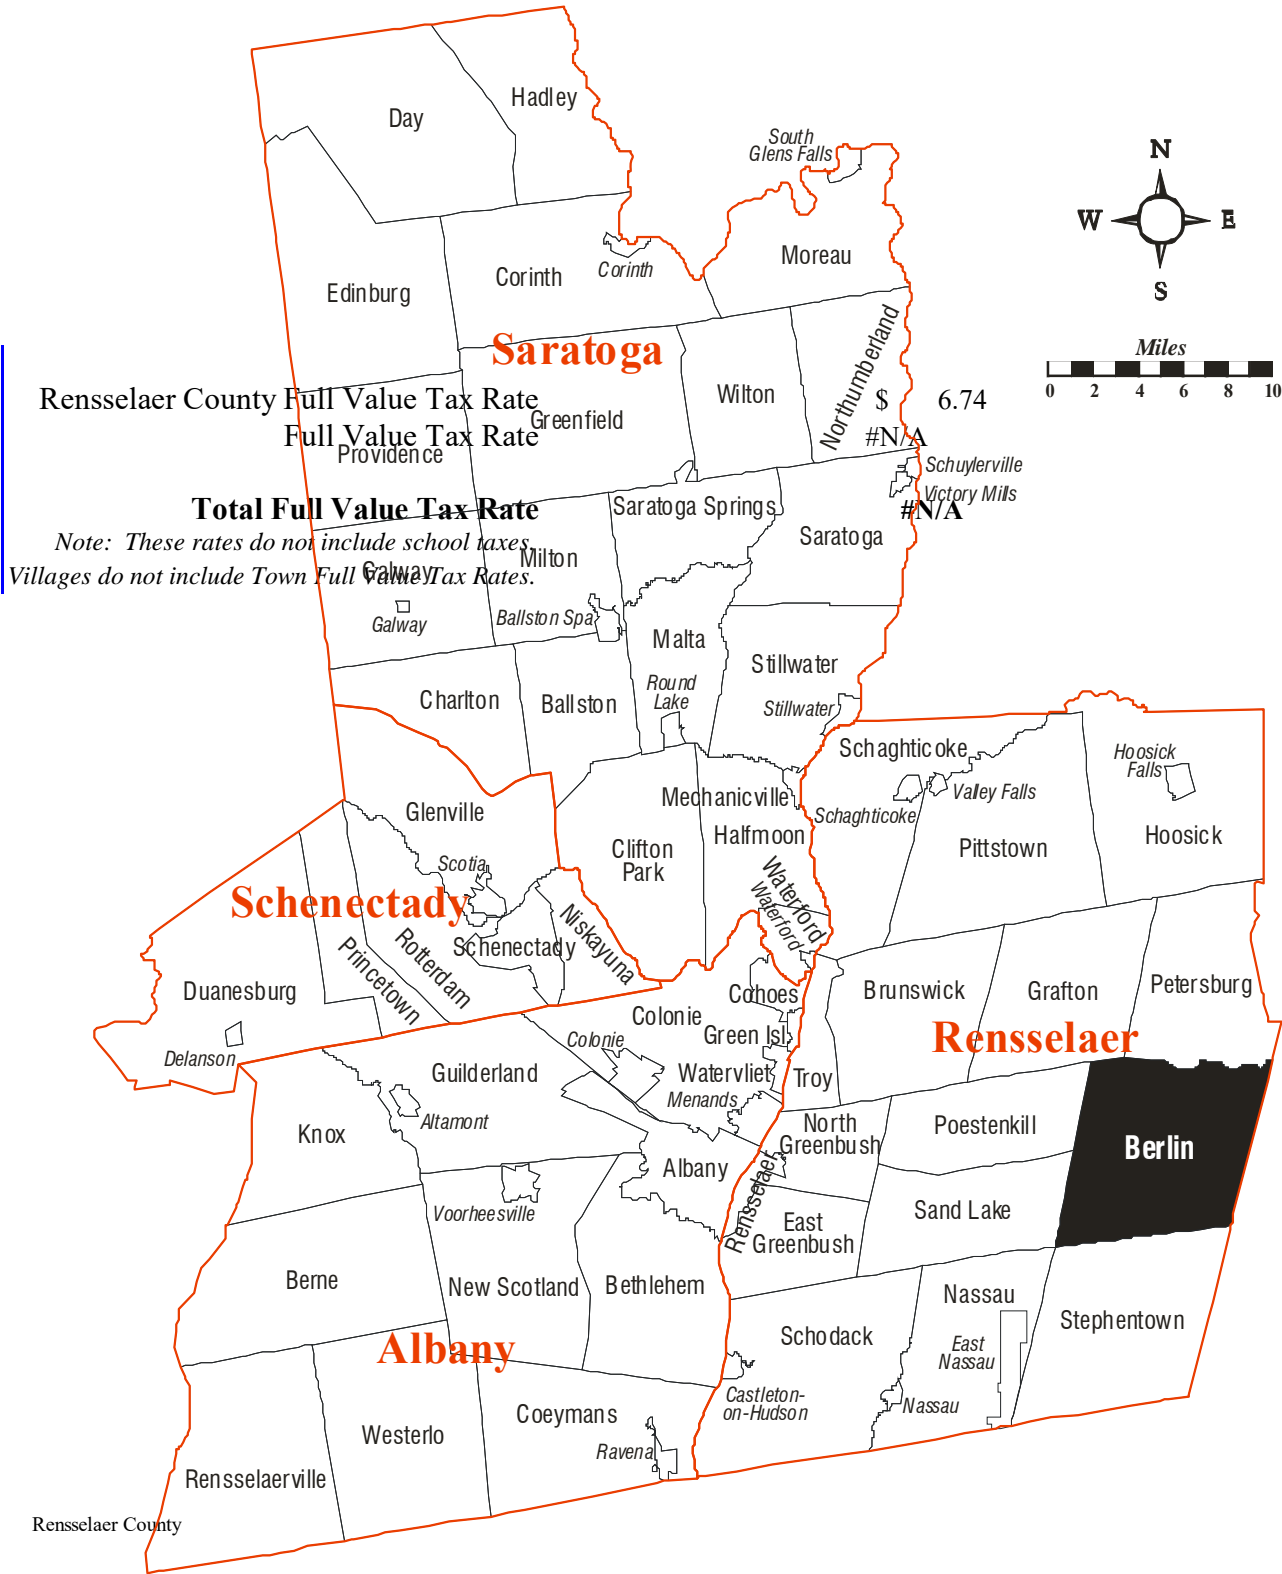 Hadley
Day
South
Glens Falls
N
W
E
S
Moreau
Corinth
Corinth
Edinburg
Saratoga
Northumberland
Miles
0 2 4 6 8 10
Wilton
Rensselaer County Full Value Tax Rate $ 6.74
Greenfield
Full Value Tax Rate #N/A
Providence
Schuylerville
Victory Mills
Saratoga Springs
Total Full Value Tax Rate #N/A
Saratoga
Note: These rates do not include school taxes.
Milton
Galway
Villages do not include Town Full Value Tax Rates.
Galway
Ballston Spa
Malta
Stillwater
Round
Lake
Charlton
Ballston
Stillwater
Schaghticoke
Hoosick
Falls
Mechanicville
Valley Falls
Glenville
Schaghticoke
Halfmoon
Hoosick
Clifton
Park
Pittstown
Scotia
Waterford
Waterford
Schenectady
Niskayuna
Rotterdam
Schenectady
Princetown
Duanesburg
Cohoes
Brunswick
Grafton
Petersburg
Colonie
Green Isl.
Rensselaer
Colonie
Delanson
Guilderland
Watervliet
Troy
Menands
Altamont
Knox
North
Greenbush
Poestenkill
Berlin
Albany
Rensselaer
Voorheesville
Sand Lake
East
Greenbush
Berne
New Scotland
Bethlehem
Nassau
Stephentown
Schodack
Albany
East
Nassau
Castleton-
on-Hudson
Nassau
Coeymans
Westerlo
Ravena
Rensselaerville
Rensselaer County